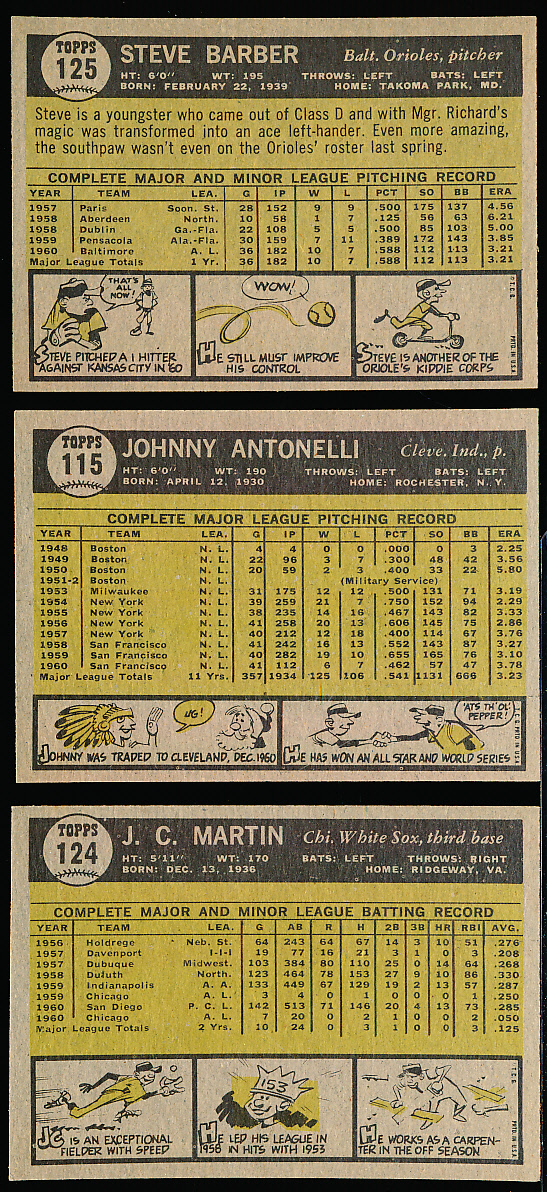 TOPPS
125
STEVE BARBER Balt. Orioles, pitcher
HT: 6'0" WT: 195 THROWS: LEFT BATS: LEFT
BORN: FEBRUARY 22, 1939 HOME: TAKOMA PARK, MD.
Steve is a youngster who came out of Class D and with Mgr. Richard's
magic was transformed into an ace left-hander. Even more amazing,
the southpaw wasn't even on the Orioles' roster last spring.
COMPLETE MAJOR AND MINOR LEAGUE PITCHING RECORD
YEAR TEAM LEA. G IP W L PCT SO BB ERA
1957 Paris Soon. St. 28 152 9 9 .500 175 137 4.56
1958 Aberdeen North. 10 58 1 7 .125 56 63 6.21
1958 Dublin Ga.-Fla. 22 108 5 5 .500 85 103 5.00
1959 Pensacola Ala.-Fla. 30 159 7 11 .389 172 143 3.85
1960 Baltimore A. L. 36 182 10 7 .588 112 113 3.21
Major League Totals 1 Yr. 36 182 10 7 .588 112 113 3.21
THAT'S
ALL
NOW!
STEVE PITCHED A 1 HITTER
AGAINST KANSAS CITY IN '60
WOW!
HE STILL MUST IMPROVE
HIS CONTROL
STEVE IS ANOTHER OF THE
ORIOLE'S KIDDIE CORPS
T.C.G. PRTD. IN U.S.A.
TOPPS
115
JOHNNY ANTONELLI Cleve. Ind., p.
HT: 6'0" WT: 190 THROWS: LEFT BATS: LEFT
BORN: APRIL 12, 1930 HOME: ROCHESTER, N. Y.
COMPLETE MAJOR LEAGUE PITCHING RECORD
YEAR TEAM LEA. G IP W L PCT SO BB ERA
1948 Boston N. L. 4 4 0 0 .000 0 3 2.25
1949 Boston N. L. 22 96 3 7 .300 48 42 3.56
1950 Boston N. L. 20 59 2 3 .400 33 22 5.80
1951-2 Boston N. L. (Military Service)
1953 Milwaukee N. L. 31 175 12 12 .500 131 71 3.19
1954 New York N. L. 39 259 21 7 .750 152 94 2.29
1955 New York N. L. 38 235 14 16 .467 143 82 3.33
1956 New York N. L. 41 258 20 13 .606 145 75 2.86
1957 New York N. L. 40 212 12 18 .400 114 67 3.76
1958 San Francisco N. L. 41 242 16 13 .552 143 87 3.27
1959 San Francisco N. L. 40 282 19 10 .655 165 76 3.10
1960 San Francisco N. L. 41 112 6 7 .462 57 47 3.78
Major League Totals 11 Yrs. 357 1934 125 106 .541 1131 666 3.23
UG!
JOHNNY WAS TRADED TO CLEVELAND, DEC. 1960
'ATS TH' OL'
PEPPER!
HE HAS WON AN ALL STAR AND WORLD SERIES
TOPPS
124
J. C. MARTIN Chi. White Sox, third base
HT: 5'11" WT: 170 BATS: LEFT THROWS: RIGHT
BORN: DEC. 13, 1936 HOME: RIDGEWAY, VA.
COMPLETE MAJOR AND MINOR LEAGUE BATTING RECORD
YEAR TEAM LEA. G AB R H 2B 3B HR RBI AVG.
1956 Holdrege Neb. St. 64 243 64 67 14 3 10 51 .276
1957 Davenport I-I-I 19 77 16 21 3 1 0 3 .208
1957 Dubuque Midwest. 103 384 80 110 25 0 14 64 .268
1958 Duluth North. 123 464 78 153 27 9 10 86 .330
1959 Indianapolis A. A. 133 449 67 129 19 2 13 57 .287
1959 Chicago A. L. 3 4 0 1 0 0 0 1 .250
1960 San Diego P. C. L. 142 513 71 146 20 4 13 73 .285
1960 Chicago A. L. 7 20 0 2 1 0 0 2 .050
Major League Totals 2 Yrs. 10 24 0 3 1 0 0 3 .125
JC IS AN EXCEPTIONAL
FIELDER WITH SPEED
153
HE LED HIS LEAGUE IN
1958 IN HITS WITH 1953
HE WORKS AS A CARPEN-
TER IN THE OFF SEASON
T.C.G. PRTD. IN U.S.A.